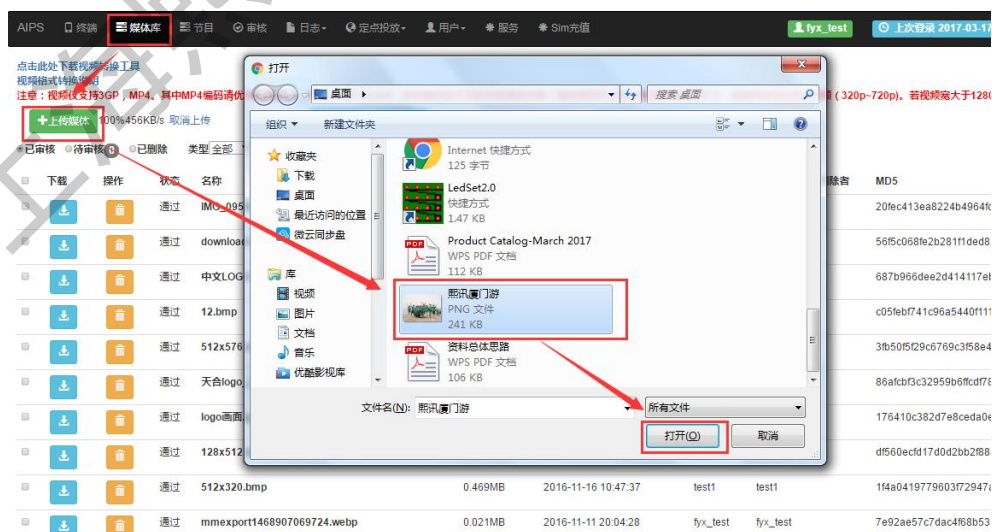 AIPS 终端 媒体库 节目 审核 日志 定点投放 用户 服务 Sim充值 fyx_test 上次登录 2017-03-17
点击此处下载视频转换工具
视频格式转换说明
注意：视频仅支持3GP，MP4。其中MP4编码请优
(320p~720p)。若视频宽大于1280
上传媒体 100%456KB/s 取消上传
已审核 待审核 已删除 类型 全部
下载 操作 状态 名称 除者 MD5
通过 IMG_095 20fec413ea8224b4964fd
通过 download 56f5c068fe2b281f1ded8
通过 中文LOG 687b966dee2d414117eb
通过 12.bmp c05febf741c96a5440f111
通过 512x576 3fb50f5f29c6769c3f58e4
通过 天合logo 86afcbf3c32959b6ffcdf78
通过 logo画面 176410c382d7e8ceda0e
通过 128x512 df560ecfd17d0d2bb2f88
通过 512x320.bmp 0.469MB 2016-11-16 10:47:37 test1 test1 1f4a0419779603f72947a
通过 mmexport1468907069724.webp 0.021MB 2016-11-11 20:04:28 fyx_test fyx_test 7e92ae57c7dac4f68b53
打开
桌面
搜索 桌面
组织 新建文件夹
收藏夹
下载
桌面
最近访问的位置
微云同步盘
库
视频
图片
文档
音乐
优酷影视库
Internet 快捷方式
125 字节
LedSet2.0
快捷方式
1.47 KB
Product Catalog-March 2017
WPS PDF 文档
112 KB
熙讯厦门游
PNG 文件
241 KB
资料总体思路
WPS PDF 文档
106 KB
文件名(N): 熙讯厦门游 所有文件
打开(O) 取消